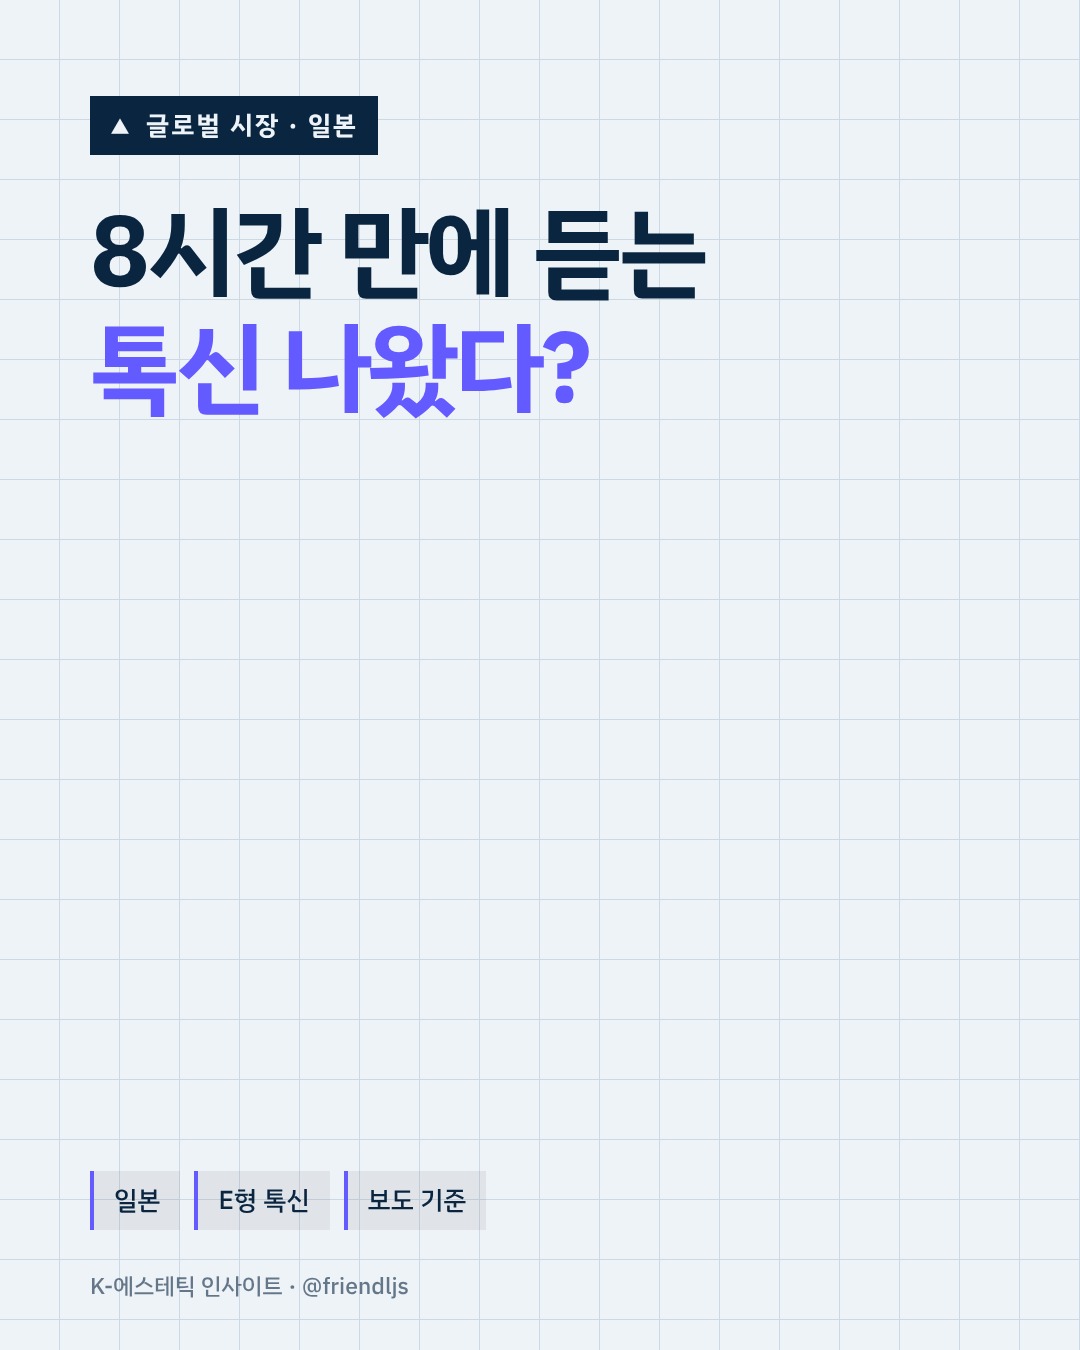 ▲ 글로벌 시장 · 일본
8시간 만에 듣는
톡신 나왔다?
일본
E형 톡신
보도 기준
K-에스테틱 인사이트 · @friendljs